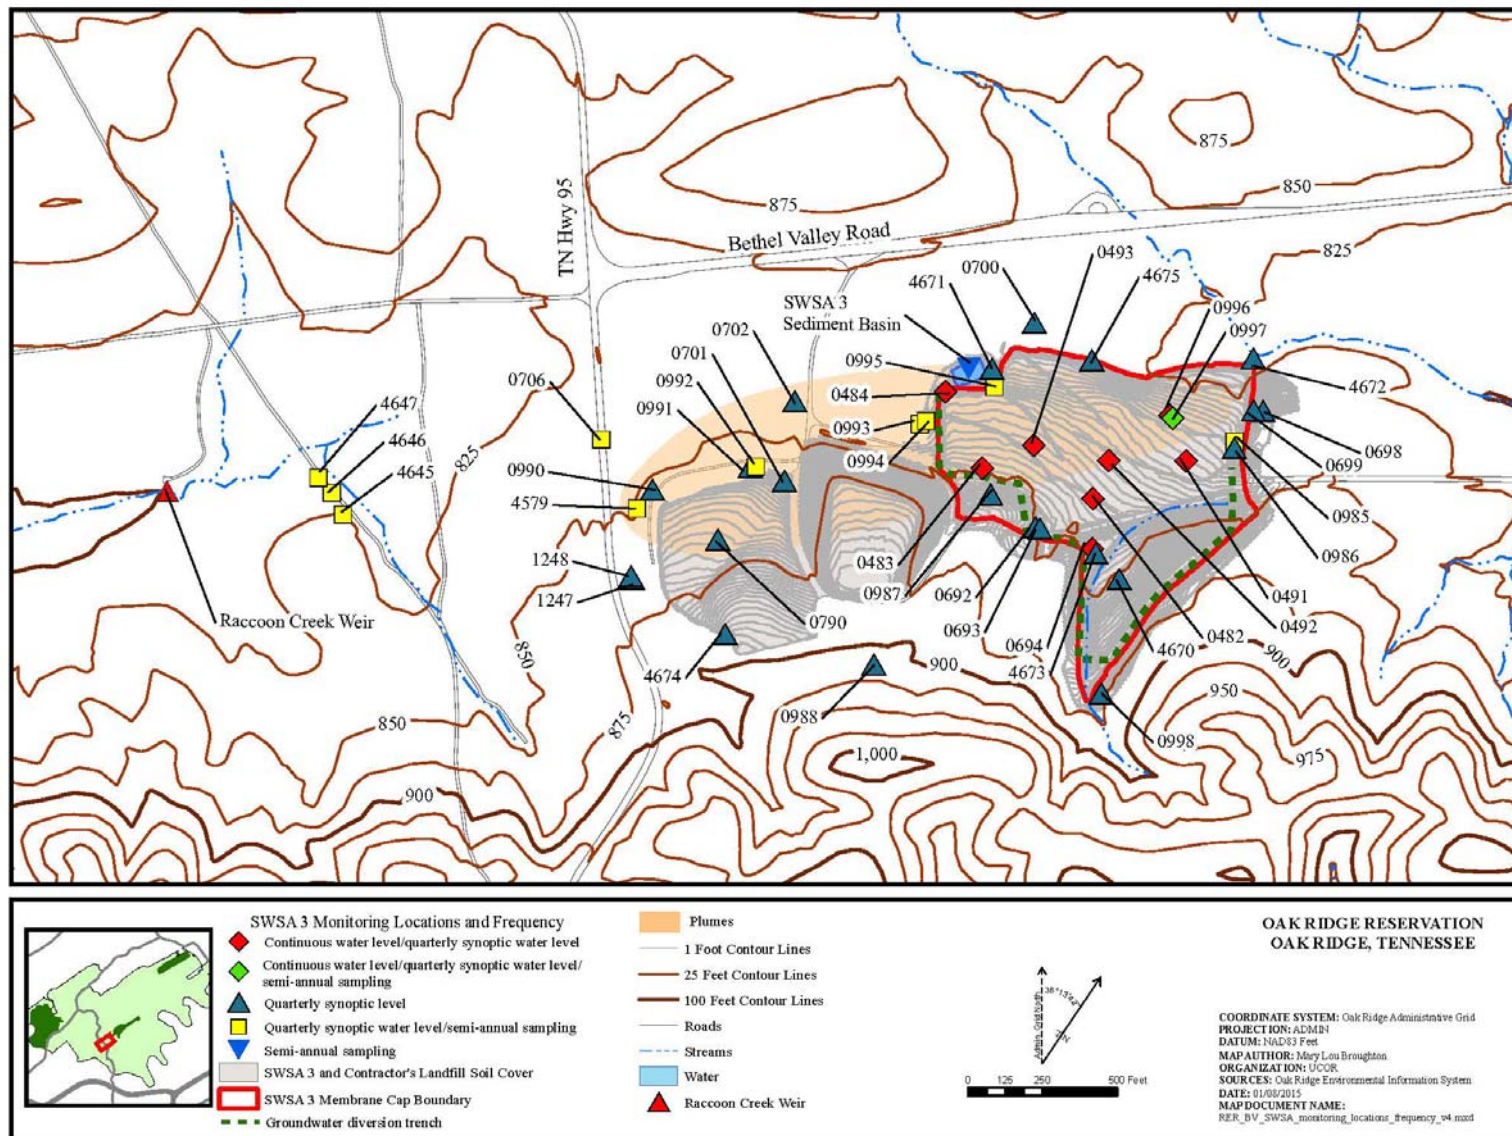 875
850
875
TN Hwy 95
Bethel Valley Road
825
0493
0700
4675
4671
0996
SWSA 3
Sediment Basin
0997
0702
0701
0995
0706
0992
0484
4672
4647
0991
0993
4646
825
0698
4645
0994
0699
0990
4579
0985
1248
0483
0986
1247
0987
0692
0491
Raccoon Creek Weir
0790
0693
0492
0694
0482
850
4674
4673
4670
900
900
950
0988
875
850
0998
1,000
975
900
SWSA 3 Monitoring Locations and Frequency
Continuous water level/quarterly synoptic water level
Continuous water level/quarterly synoptic water level/
semi-annual sampling
Quarterly synoptic level
Quarterly synoptic water level/semi-annual sampling
Semi-annual sampling
SWSA 3 and Contractor's Landfill Soil Cover
SWSA 3 Membrane Cap Boundary
Groundwater diversion trench
Plumes
1 Foot Contour Lines
25 Feet Contour Lines
100 Feet Contour Lines
Roads
Streams
Water
Raccoon Creek Weir
Admin. Grid North
TN
0 125 250 500 Feet
OAK RIDGE RESERVATION
OAK RIDGE, TENNESSEE
COORDINATE SYSTEM: Oak Ridge Administrative Grid
PROJECTION: ADMIN
DATUM: NAD83 Feet
MAP AUTHOR: Mary Lou Broughton
ORGANIZATION: UCOR
SOURCES: Oak Ridge Environmental Information System
DATE: 01/08/2015
MAP DOCUMENT NAME:
RER_BV_SWSA_monitoring_locations_frequency_v4.mxd